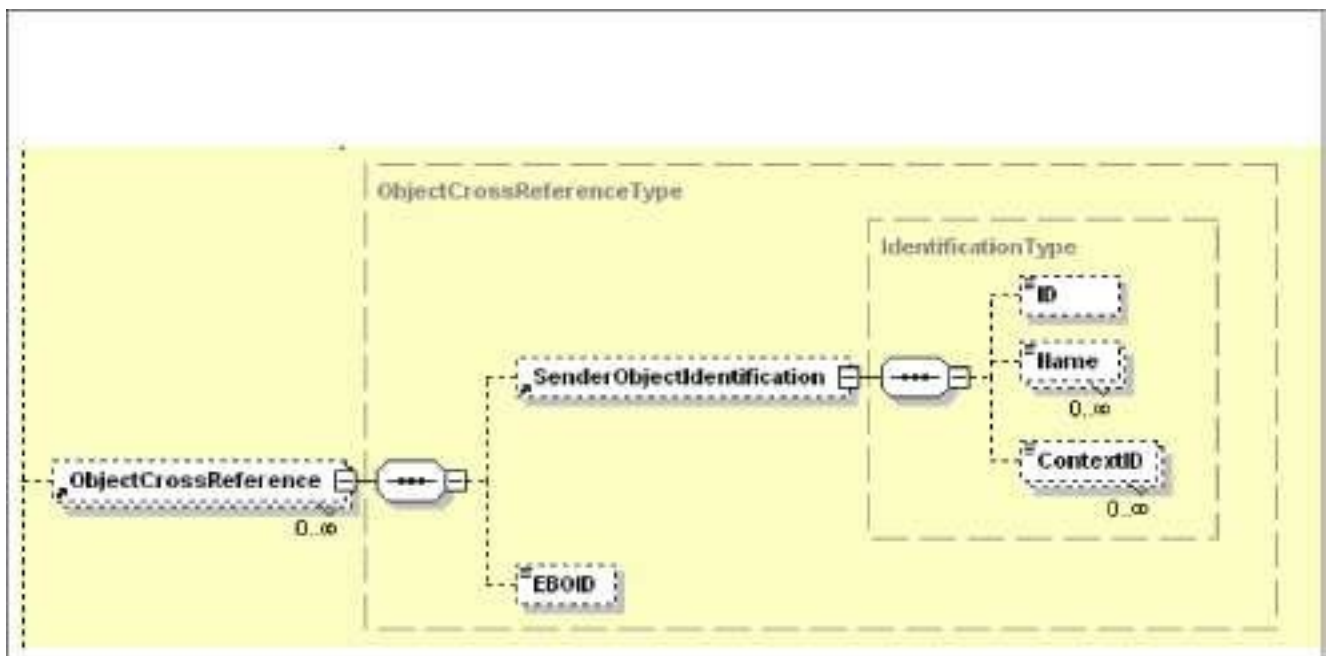 ObjectCrossReferenceType
IdentificationType
ID
SenderObjectIdentification
Name
0..∞
ContextID
0..∞
ObjectCrossReference
0..∞
EBOID